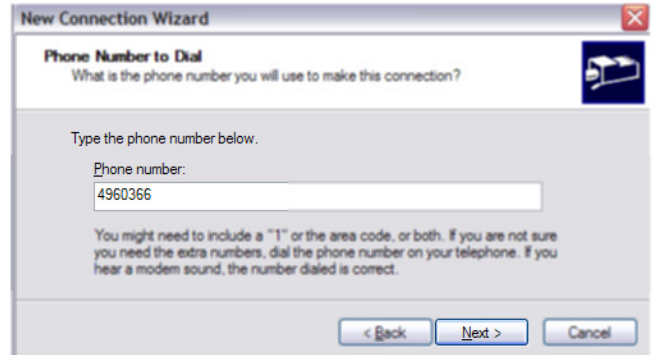 New Connection Wizard
Phone Number to Dial
What is the phone number you will use to make this connection?
Type the phone number below.
Phone number:
4960366
You might need to include a "1" or the area code, or both. If you are not sure
you need the extra numbers, dial the phone number on your telephone. If you
hear a modem sound, the number dialed is correct.
< Back
Next >
Cancel